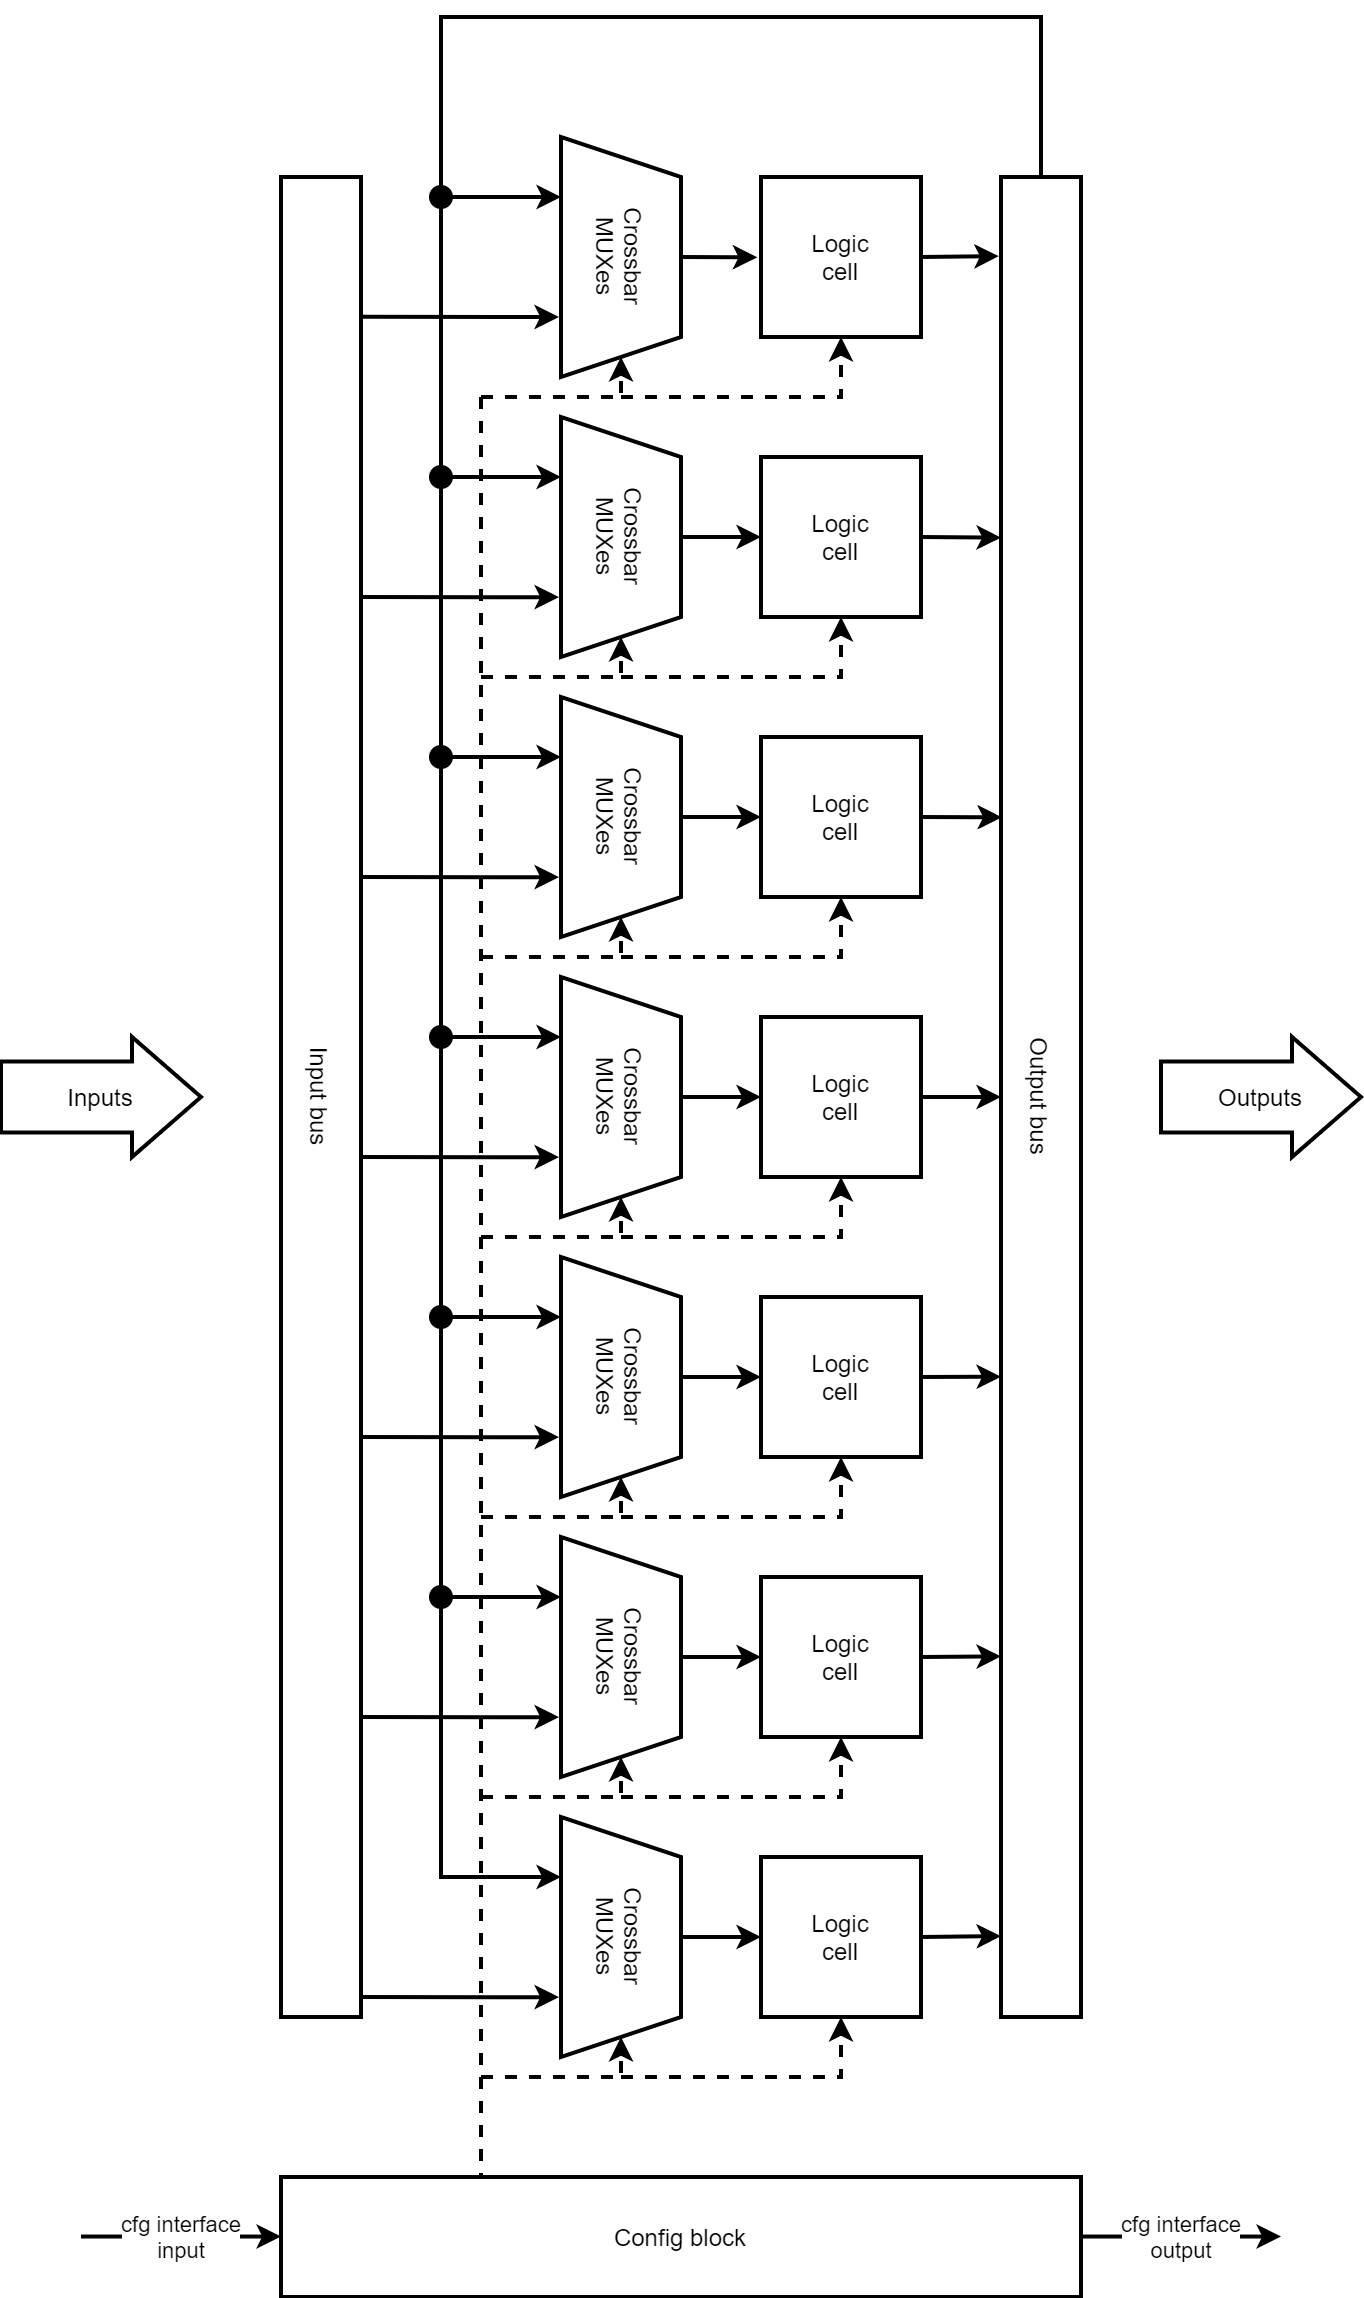 Crossbar
MUXes
Logic
cell
Crossbar
MUXes
Logic
cell
Crossbar
MUXes
Logic
cell
Inputs
Input bus
Crossbar
MUXes
Logic
cell
Output bus
Outputs
Crossbar
MUXes
Logic
cell
Crossbar
MUXes
Logic
cell
Crossbar
MUXes
Logic
cell
cfg interface
input
Config block
cfg interface
output